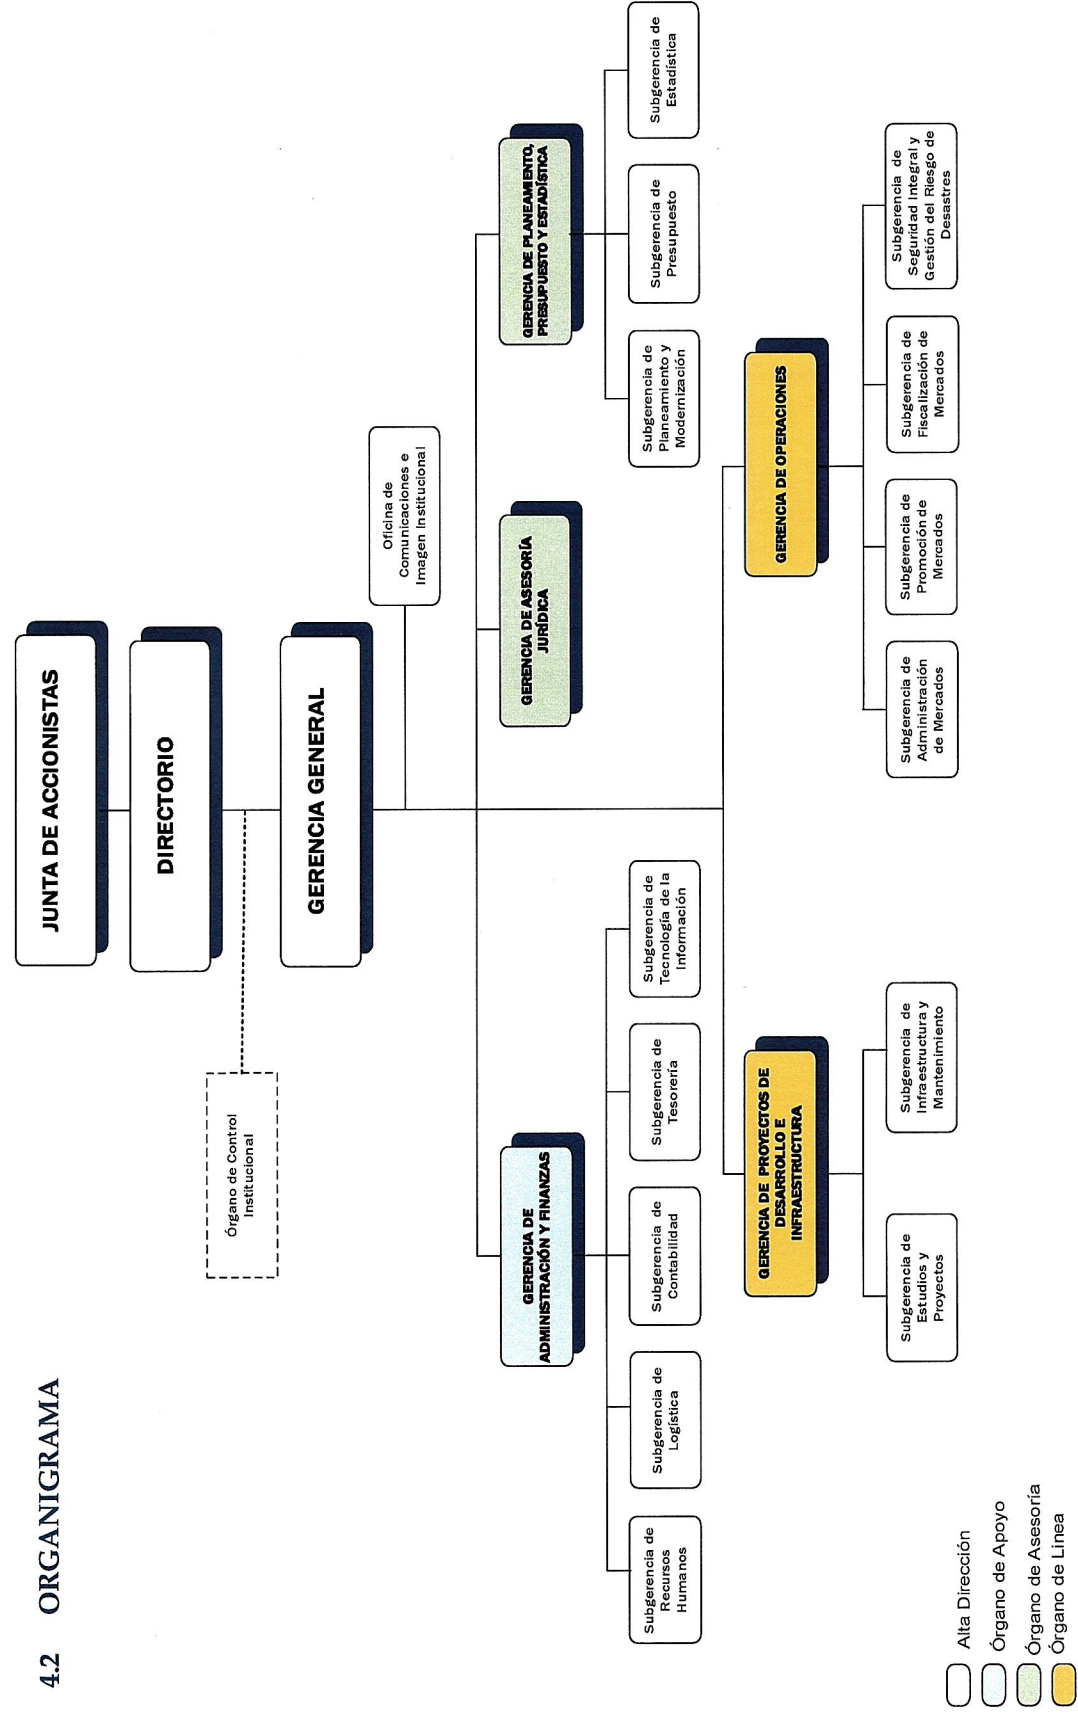 4.2 ORGANIGRAMA
JUNTA DE ACCIONISTAS
DIRECTORIO
Órgano de Control
Institucional
GERENCIA GENERAL
Oficina de
Comunicaciones e
Imagen Institucional
GERENCIA DE
ADMINISTRACIÓN Y FINANZAS
GERENCIA DE ASESORÍA
JURÍDICA
GERENCIA DE PLANEAMIENTO,
PRESUPUESTO Y ESTADÍSTICA
Subgerencia de
Recursos
Humanos
Subgerencia de
Logística
Subgerencia de
Contabilidad
Subgerencia de
Tesorería
Subgerencia de
Tecnología de la
Información
Subgerencia de
Planeamiento y
Modernización
Subgerencia de
Presupuesto
Subgerencia de
Estadística
GERENCIA DE PROYECTOS DE
DESARROLLO E
INFRAESTRUCTURA
GERENCIA DE OPERACIONES
Subgerencia de
Estudios y
Proyectos
Subgerencia de
Infraestructura y
Mantenimiento
Subgerencia de
Administración
de Mercados
Subgerencia de
Promoción de
Mercados
Subgerencia de
Fiscalización de
Mercados
Subgerencia de
Seguridad Integral y
Gestión del Riesgo de
Desastres
Alta Dirección
Órgano de Apoyo
Órgano de Asesoría
Órgano de Linea